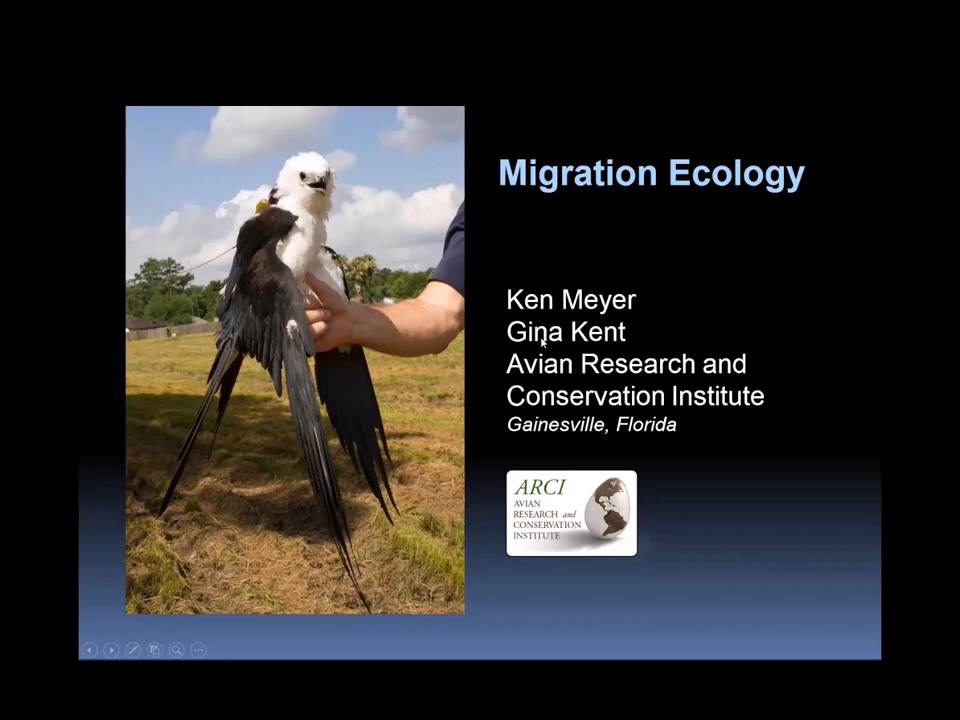 Migration Ecology
Ken Meyer
Gina Kent
Avian Research and
Conservation Institute
Gainesville, Florida
ARCI
AVIAN
RESEARCH and
CONSERVATION
INSTITUTE